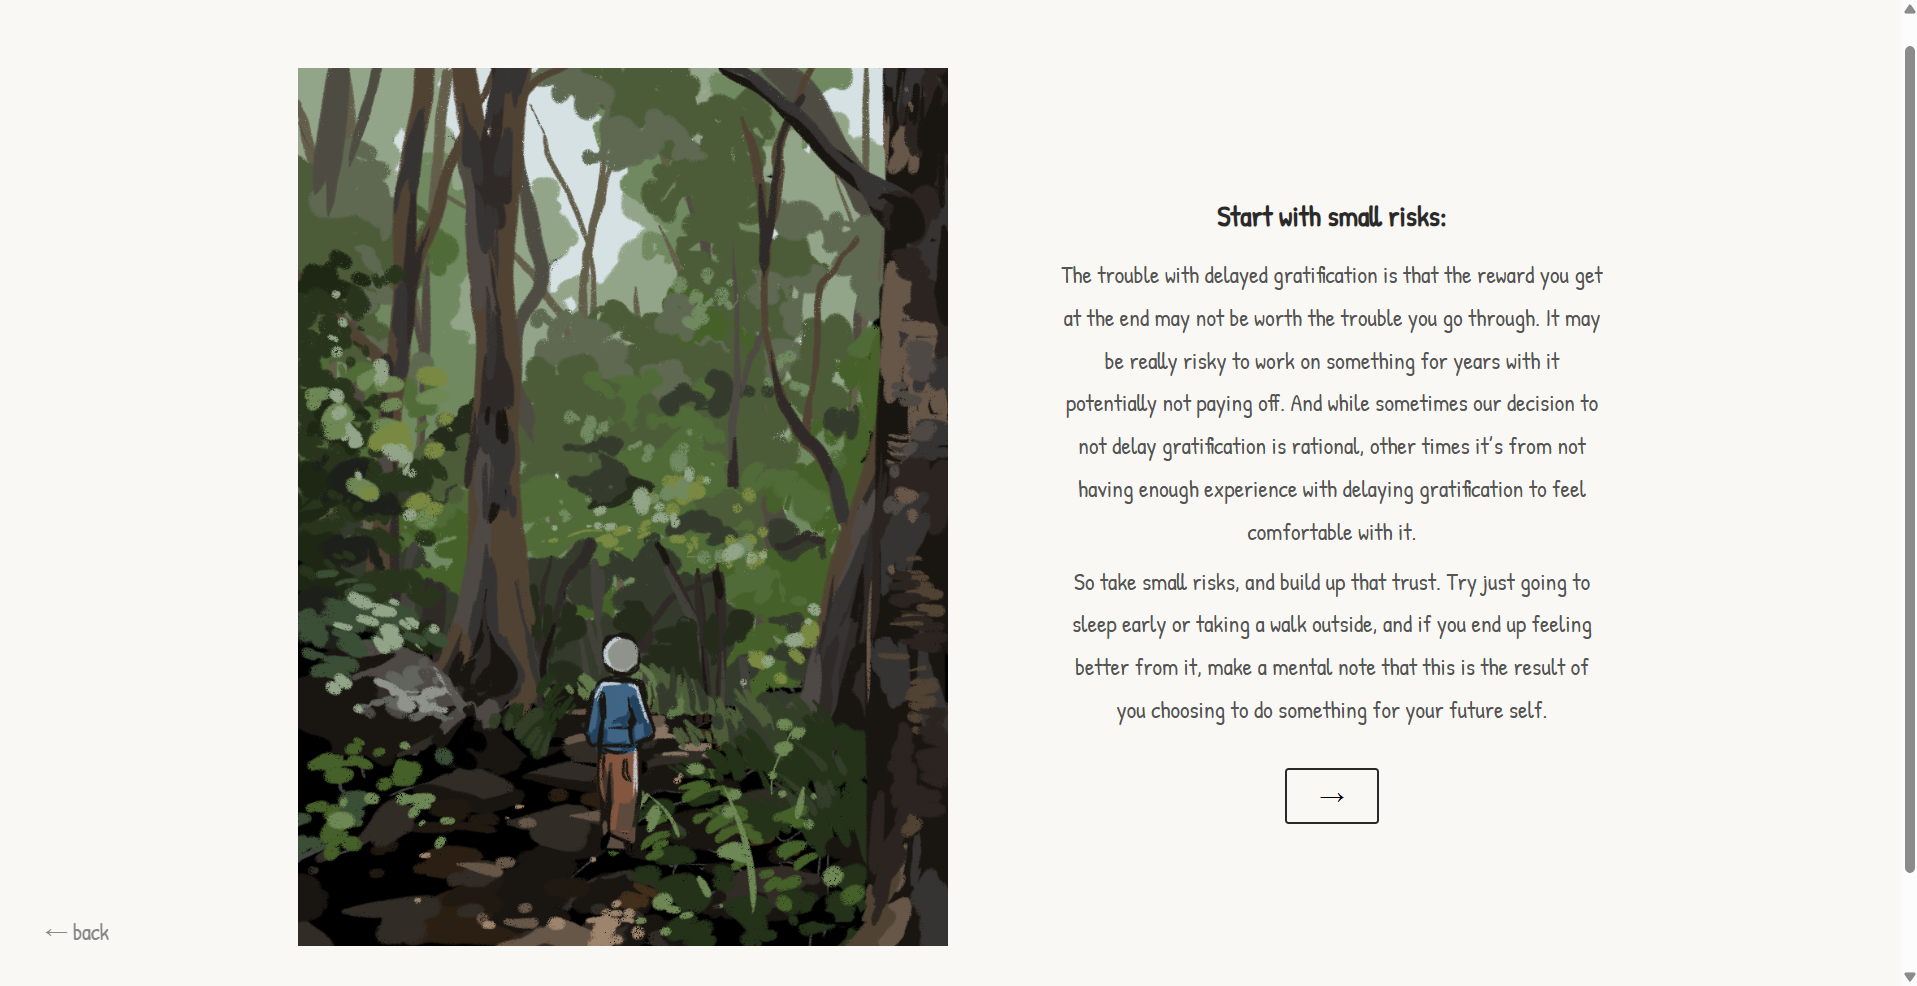 Start with small risks:
The trouble with delayed gratification is that the reward you get
at the end may not be worth the trouble you go through. It may
be really risky to work on something for years with it
potentially not paying off. And while sometimes our decision to
not delay gratification is rational, other times it's from not
having enough experience with delaying gratification to feel
comfortable with it.
So take small risks, and build up that trust. Try just going to
sleep early or taking a walk outside, and if you end up feeling
better from it, make a mental note that this is the result of
you choosing to do something for your future self.
→
← back